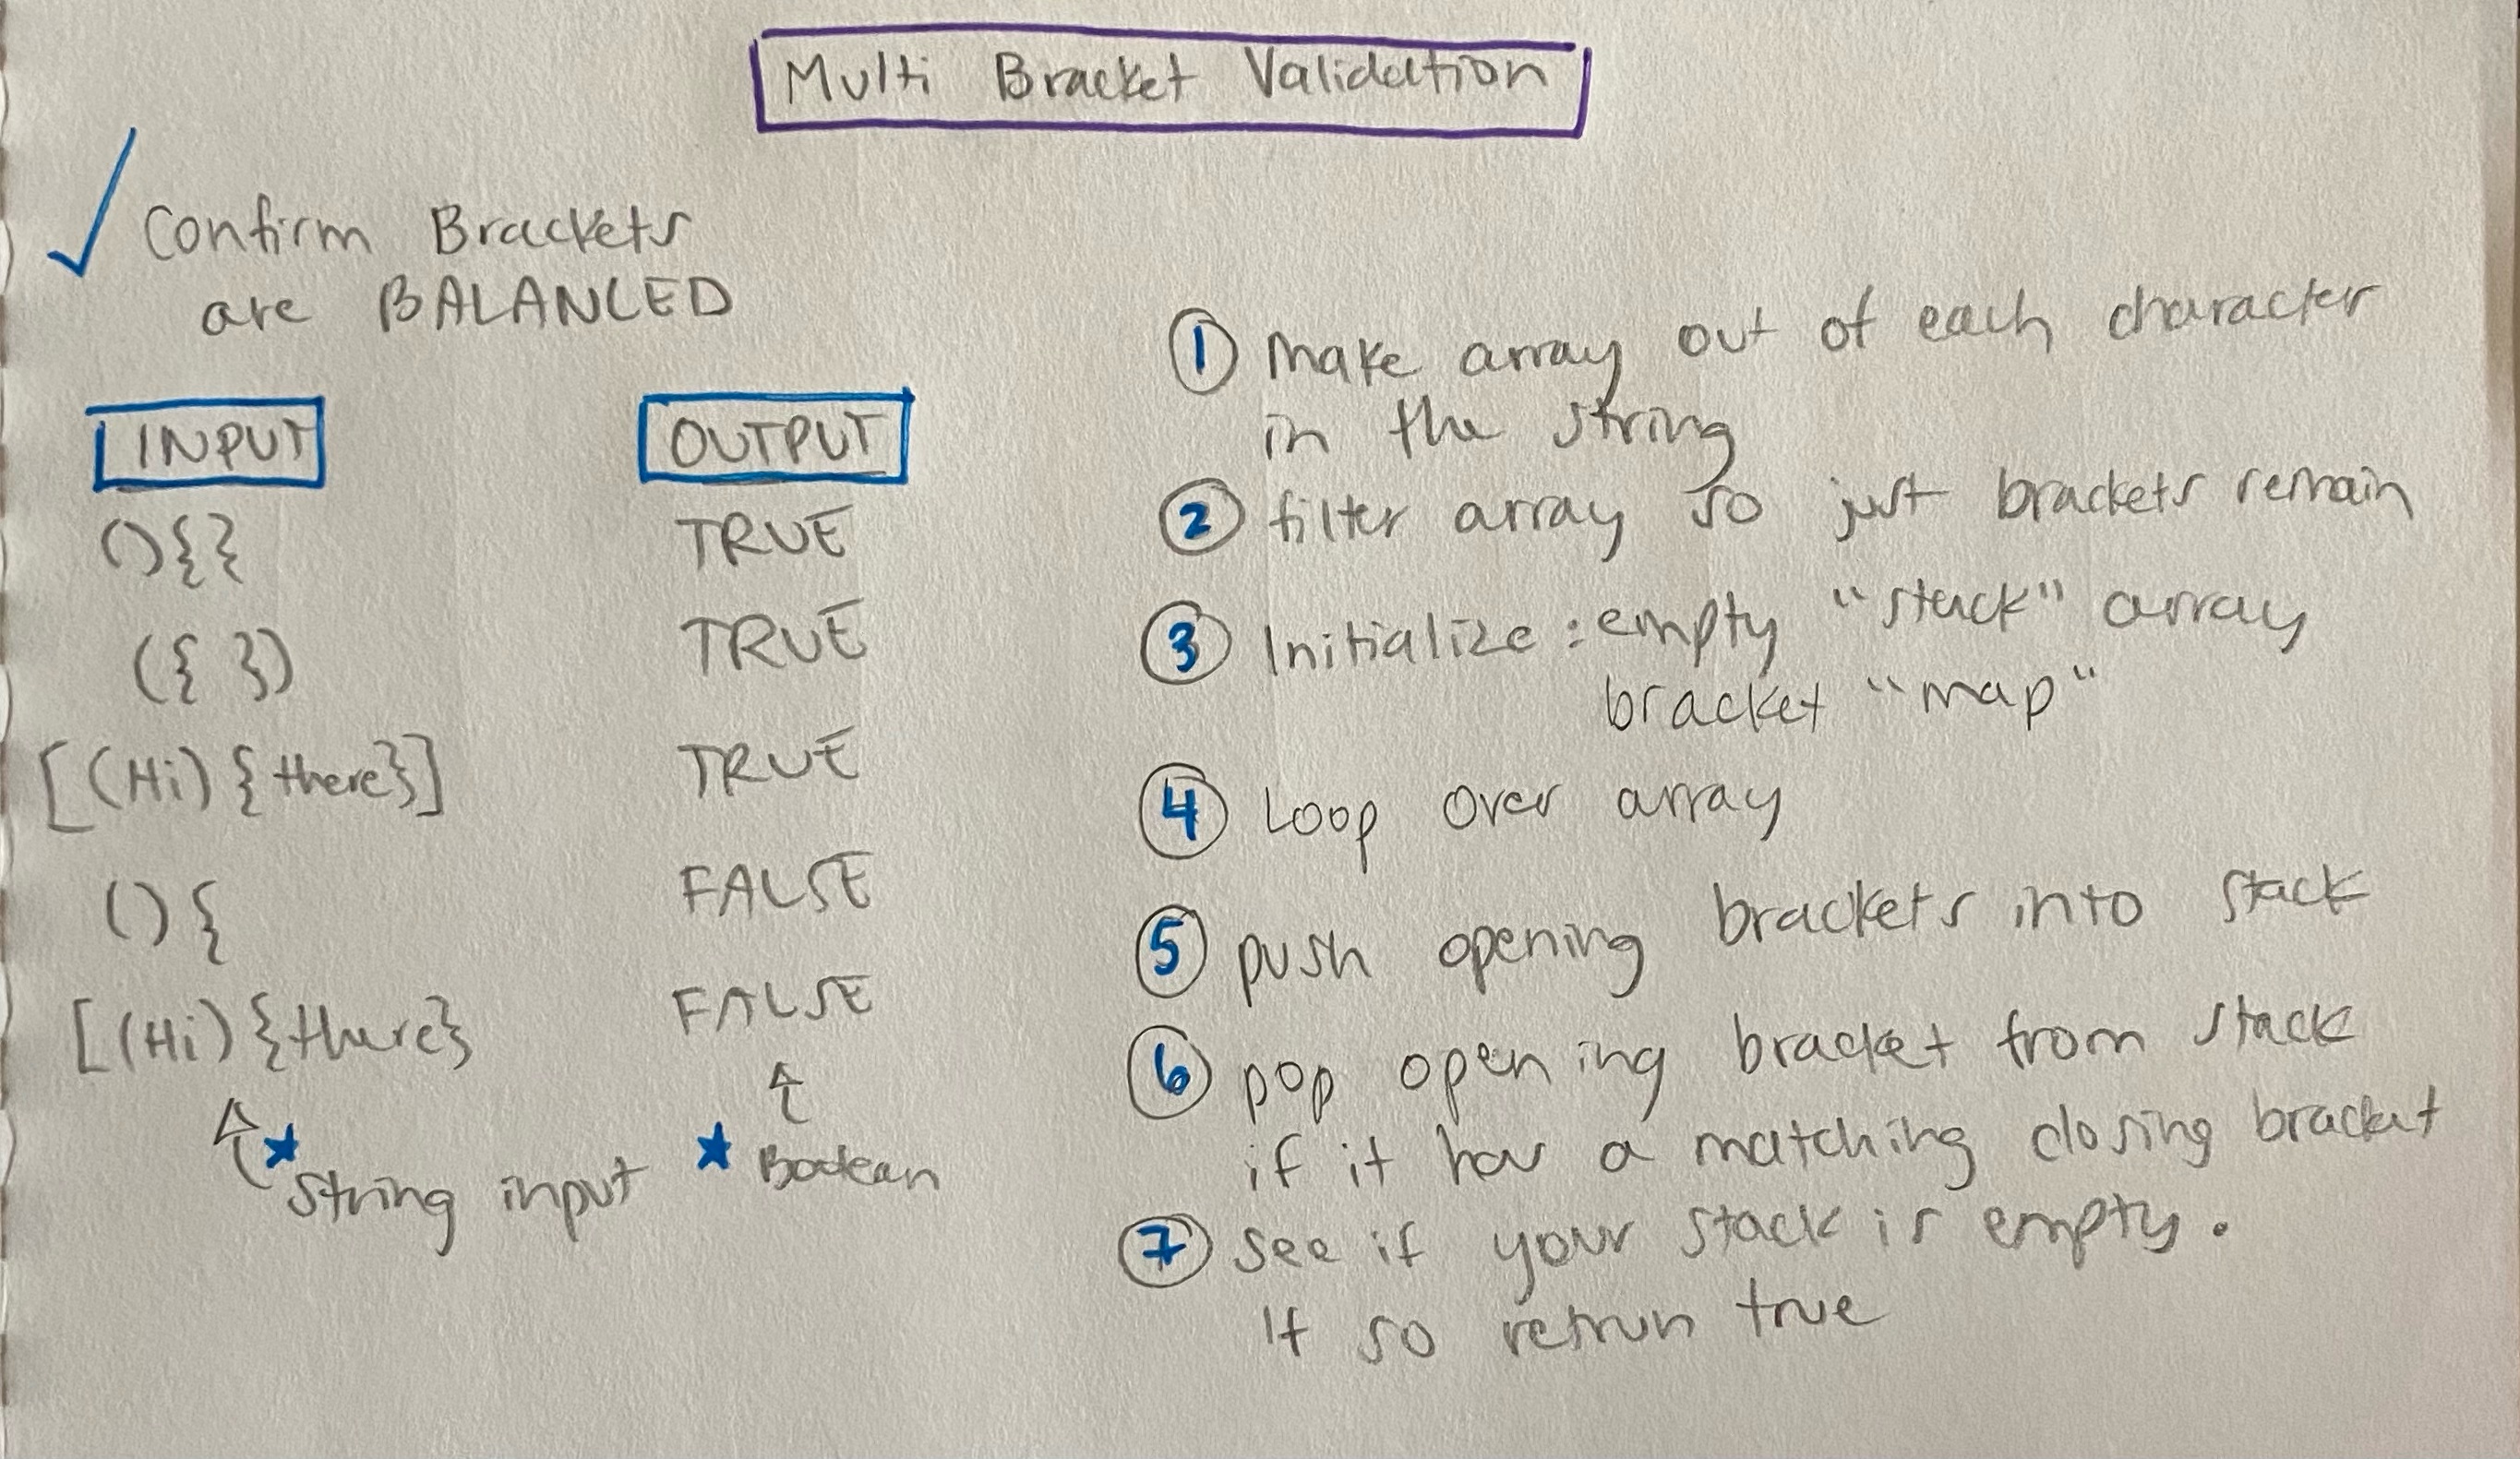 Multi Bracket Validation
Confirm Brackets
are BALANCED
INPUT OUTPUT
(){} TRUE
({ }) TRUE
[(Hi){there}] TRUE
(){ FALSE
[(Hi){there} FALSE
String input
Boolean
1 make array out of each character
in the string
2 filter array so just brackets remain
3 Initialize: empty "stack" array
bracket "map"
4 Loop over array
5 push opening brackets into stack
6 pop opening bracket from stack
if it has a matching closing bracket
7 see if your stack is empty.
If so retrun true